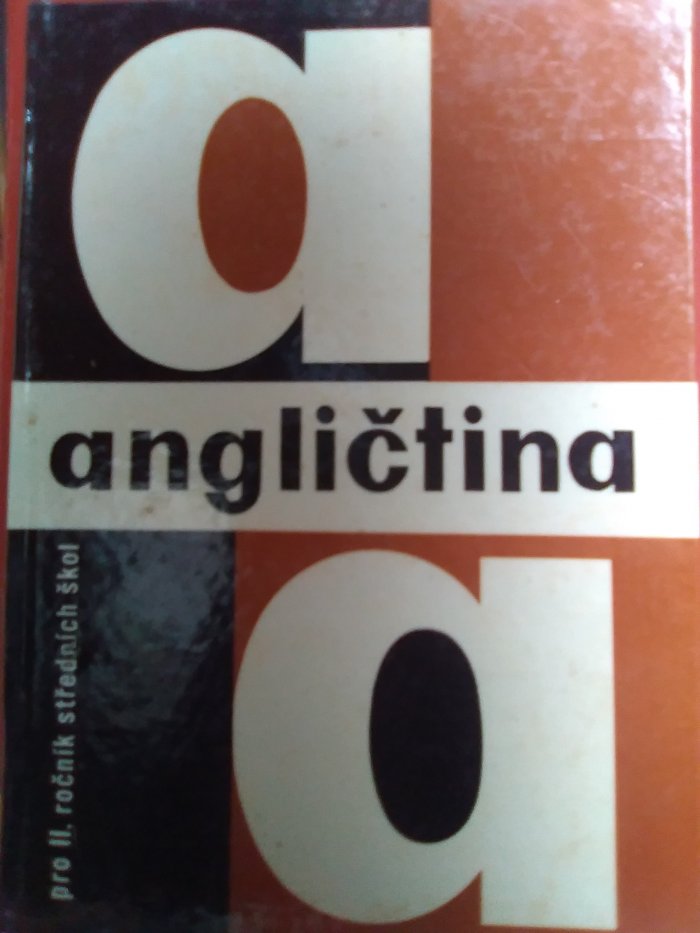 a
angličtina
pro II. ročník středních škol
a